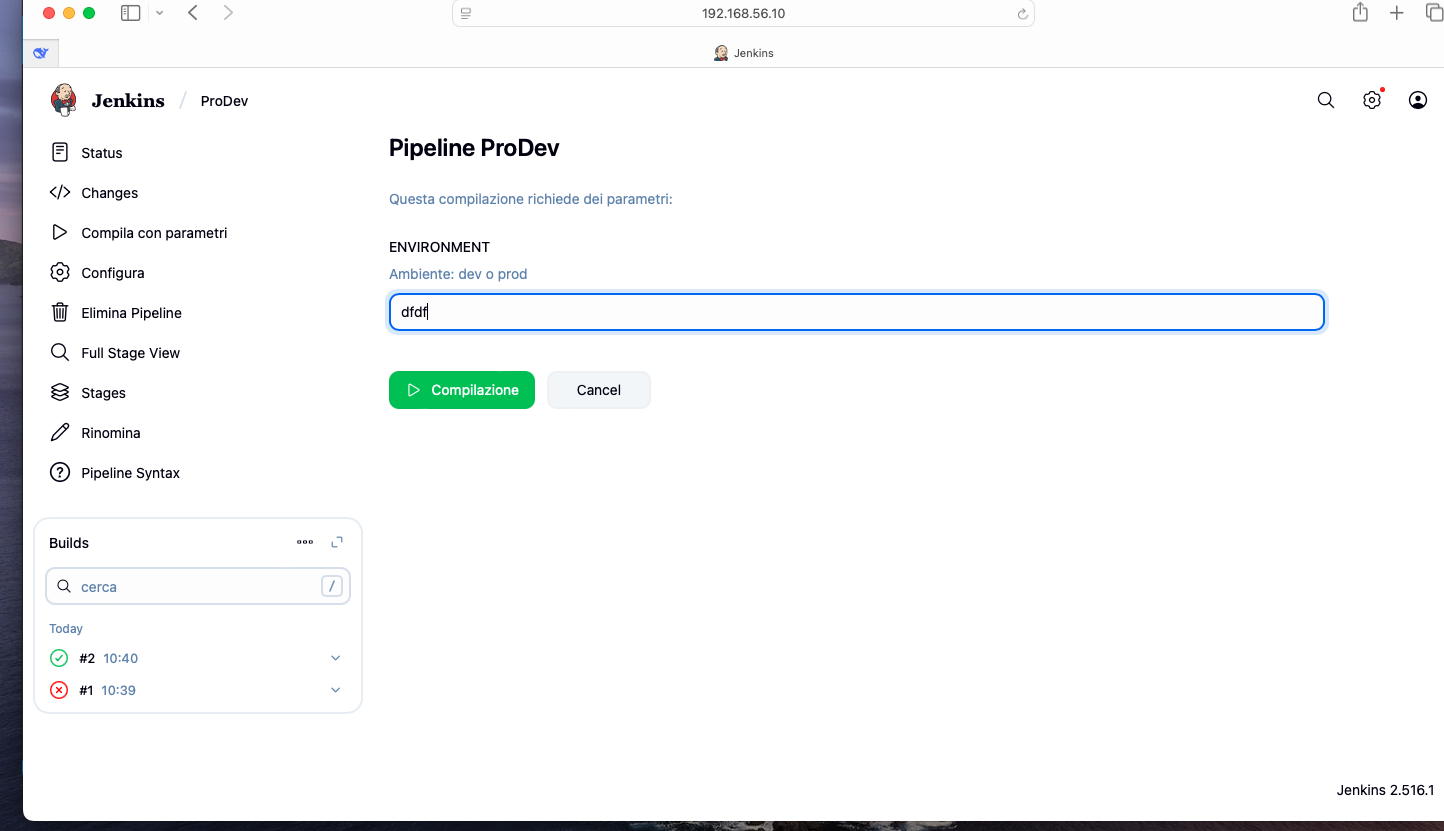 192.168.56.10
Jenkins
Jenkins / ProDev
Status
Changes
Compila con parametri
Configura
Elimina Pipeline
Full Stage View
Stages
Rinomina
Pipeline Syntax
Builds
cerca /
Today
#2 10:40
#1 10:39
Pipeline ProDev
Questa compilazione richiede dei parametri:
ENVIRONMENT
Ambiente: dev o prod
dfdf
Compilazione Cancel
Jenkins 2.516.1